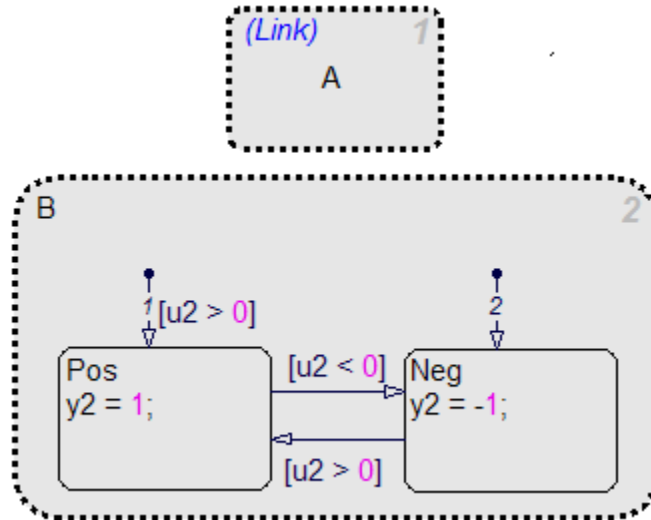 (Link) 1
A
B 2
1 [u2 > 0]
2
Pos
y2 = 1;
[u2 < 0]
Neg
y2 = -1;
[u2 > 0]